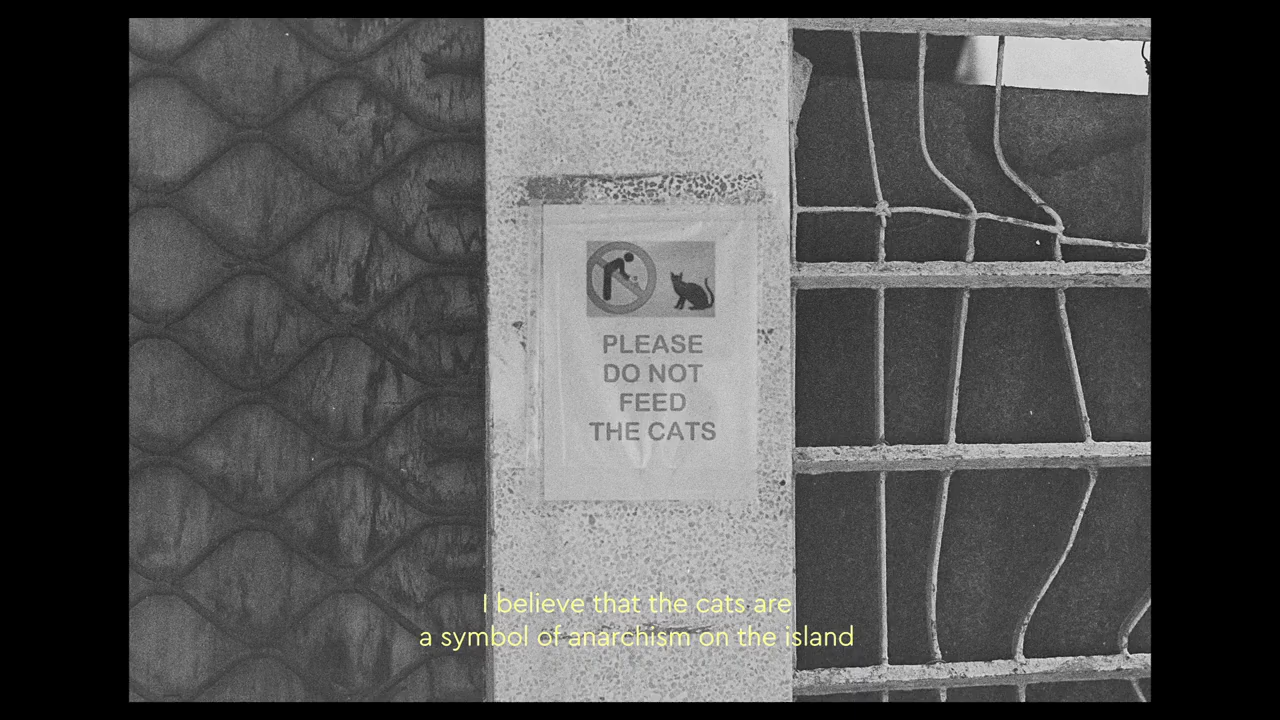 PLEASE
DO NOT
FEED
THE CATS
I believe that the cats are
a symbol of anarchism on the island